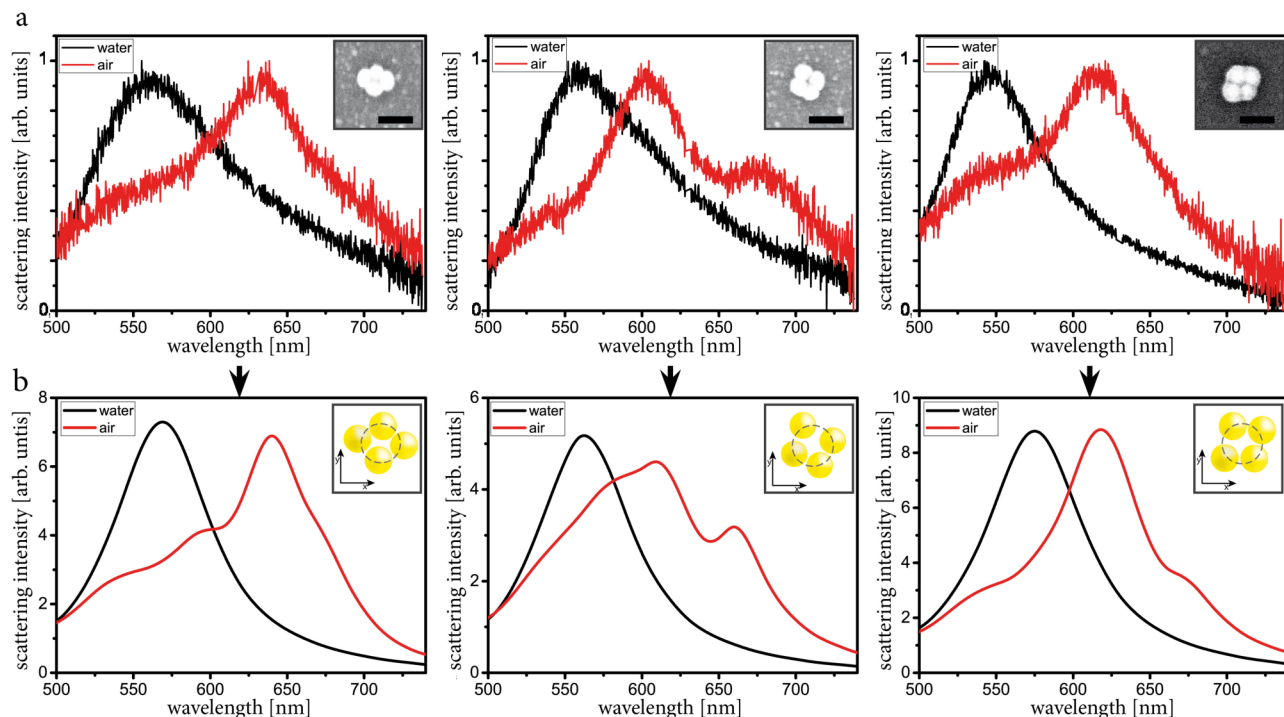 a
scattering intensity [arb. units]
1
0
water
air
500 550 600 650 700
wavelength [nm]
scattering intensity [arb. units]
1
0
water
air
500 550 600 650 700
wavelength [nm]
scattering intensity [arb. units]
1
0
water
air
500 550 600 650 700
wavelength [nm]
b
scattering intensity [arb. units]
8
6
4
2
0
water
air
y
x
500 550 600 650 700
wavelength [nm]
scattering intensity [arb. units]
6
4
2
0
water
air
y
x
500 550 600 650 700
wavelength [nm]
scattering intensity [arb. units]
10
8
6
4
2
0
water
air
y
x
500 550 600 650 700
wavelength [nm]